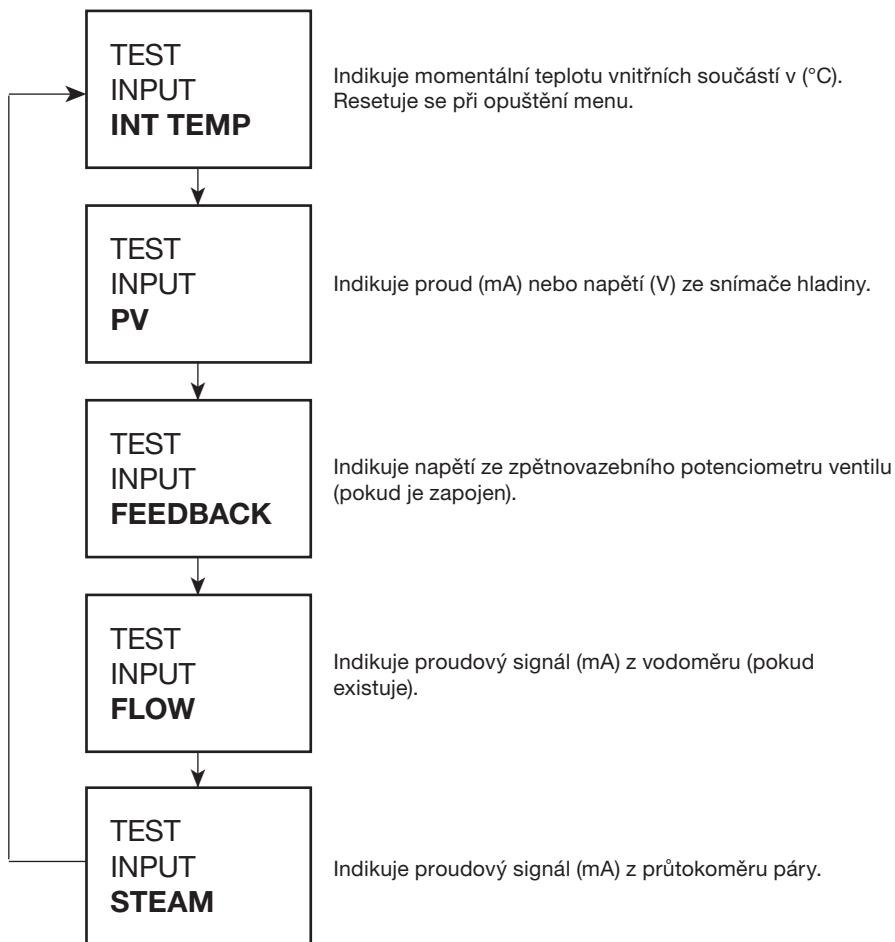 TEST
INPUT
INT TEMP
Indikuje momentální teplotu vnitřních součástí v (°C).
Resetuje se při opuštění menu.
TEST
INPUT
PV
Indikuje proud (mA) nebo napětí (V) ze snímače hladiny.
TEST
INPUT
FEEDBACK
Indikuje napětí ze zpětnovazebního potenciometru ventilu
(pokud je zapojen).
TEST
INPUT
FLOW
Indikuje proudový signál (mA) z vodoměru (pokud
existuje).
TEST
INPUT
STEAM
Indikuje proudový signál (mA) z průtokoměru páry.